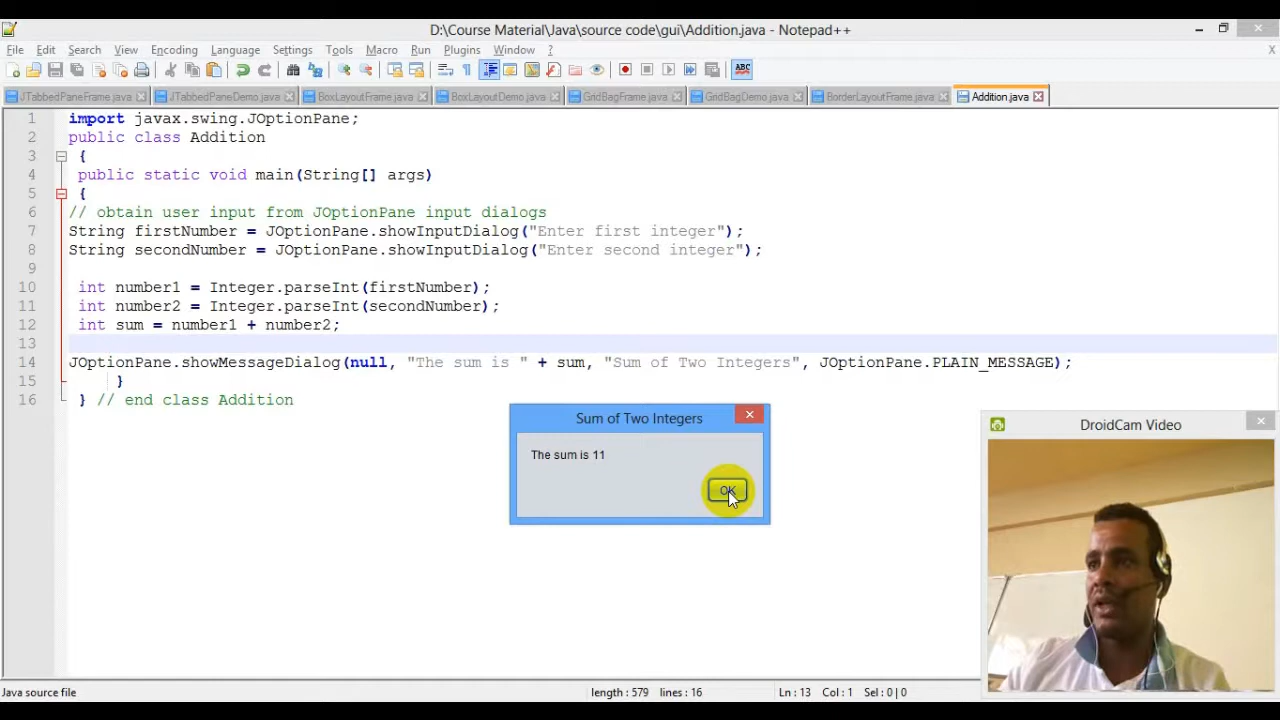 D:\Course Material\Java\source code\gui\Addition.java - Notepad++
File Edit Search View Encoding Language Settings Tools Macro Run Plugins Window ? X
ABC
JTabbedPaneFrame.java JTabbedPaneDemo.java BoxLayoutFrame.java BoxLayoutDemo.java GridBagFrame.java GridBagDemo.java BorderLayoutFrame.java Addition.java
1 import javax.swing.JOptionPane;
2 public class Addition
3 {
4 public static void main(String[] args)
5 {
6 // obtain user input from JOptionPane input dialogs
7 String firstNumber = JOptionPane.showInputDialog("Enter first integer");
8 String secondNumber = JOptionPane.showInputDialog("Enter second integer");
9
10 int number1 = Integer.parseInt(firstNumber);
11 int number2 = Integer.parseInt(secondNumber);
12 int sum = number1 + number2;
13
14 JOptionPane.showMessageDialog(null, "The sum is " + sum, "Sum of Two Integers", JOptionPane.PLAIN_MESSAGE);
15 }
16 } // end class Addition
Sum of Two Integers
The sum is 11
OK
DroidCam Video
Java source file length : 579 lines : 16 Ln : 13 Col : 1 Sel : 0 | 0